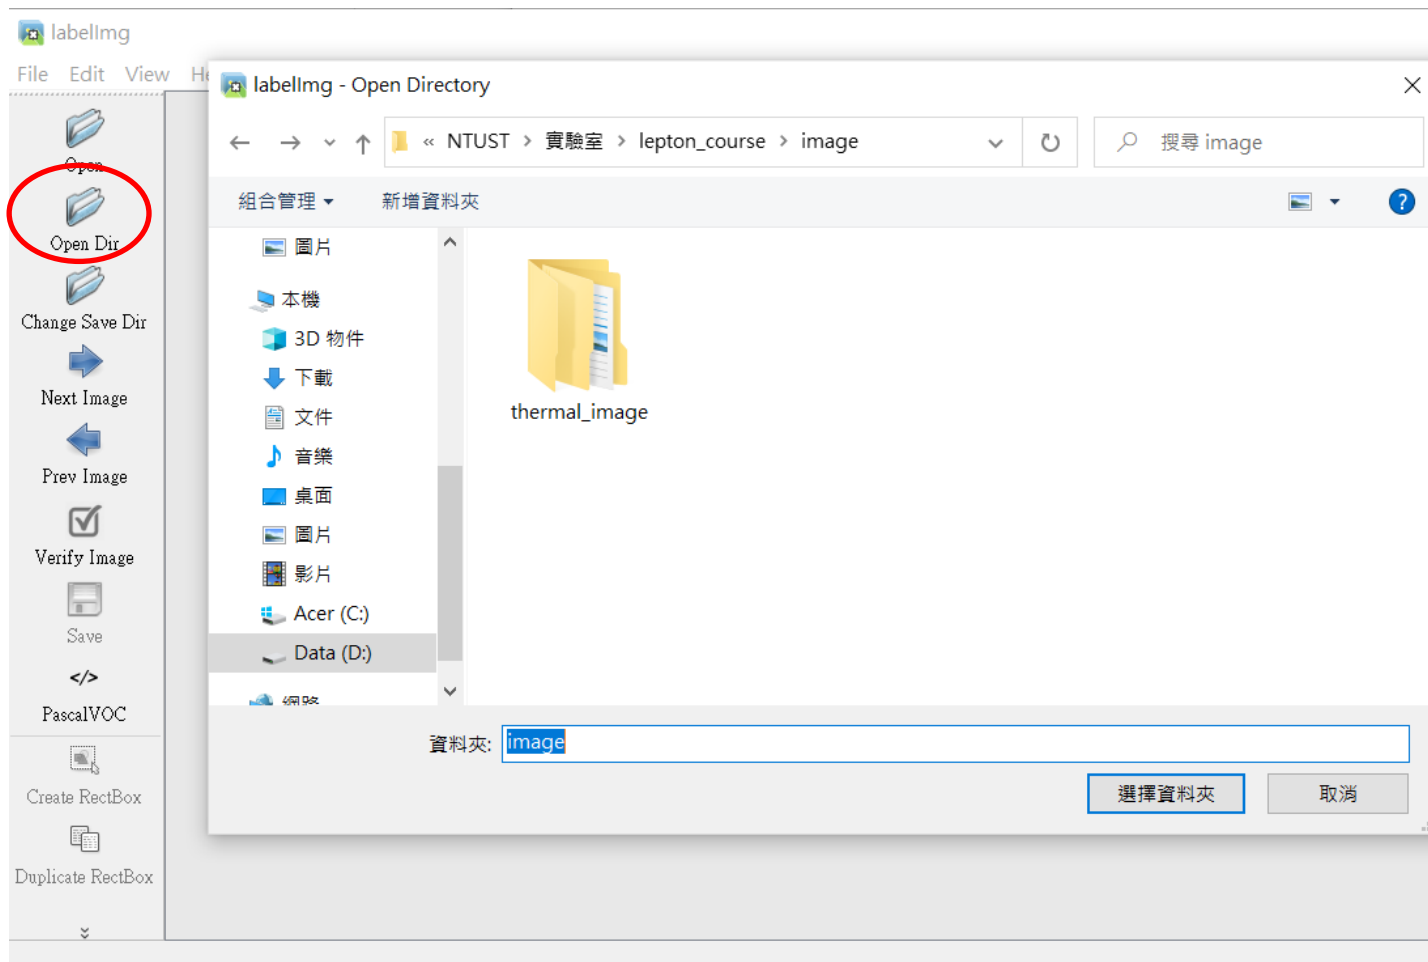 labelImg
File Edit View He
labelImg - Open Directory
« NTUST › 實驗室 › lepton_course › image
搜尋 image
組合管理 新增資料夾
圖片
本機
3D 物件
下載
文件
音樂
桌面
圖片
影片
Acer (C:)
Data (D:)
網路
thermal_image
資料夾: image
選擇資料夾 取消
Open
Open Dir
Change Save Dir
Next Image
Prev Image
Verify Image
Save
</>
PascalVOC
Create RectBox
Duplicate RectBox